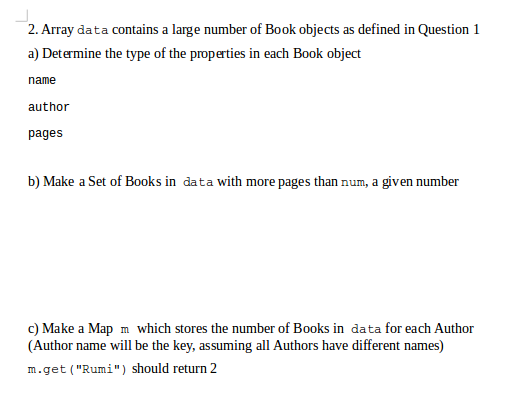 2. Array data contains a large number of Book objects as defined in Question 1
a) Determine the type of the properties in each Book object
name
author
pages
b) Make a Set of Books in data with more pages than num, a given number
c) Make a Map m which stores the number of Books in data for each Author
(Author name will be the key, assuming all Authors have different names)
m.get("Rumi") should return 2